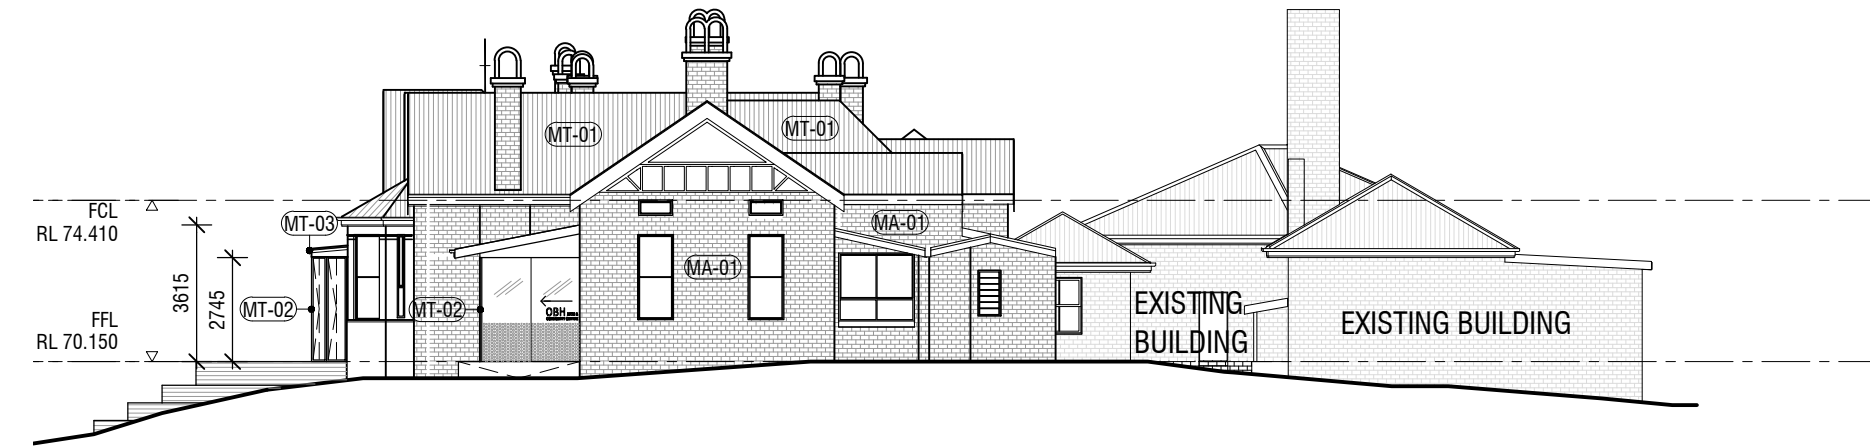 MT-01
MT-01
FCL
RL 74.410
MT-03
MA-01
MA-01
3615
2745
MT-02
MT-02
OBH
FFL
RL 70.150
EXISTING
BUILDING
EXISTING BUILDING